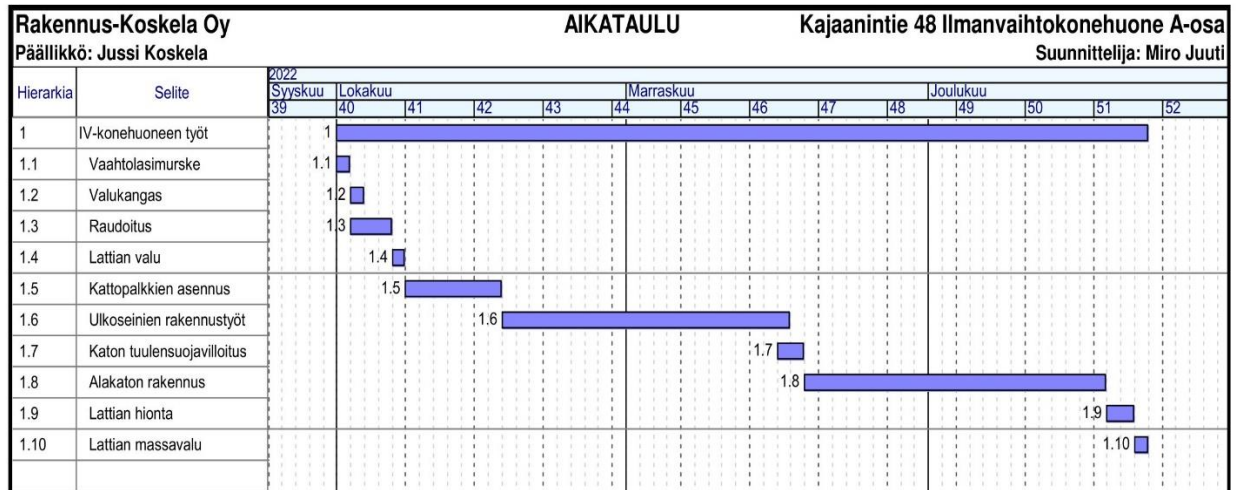 Rakennus-Koskela Oy AIKATAULU Kajaanintie 48 Ilmanvaihtokonehuone A-osa
Päällikkö: Jussi Koskela Suunnittelija: Miro Juuti
Hierarkia Selite 2022
Syyskuu Lokakuu Marraskuu Joulukuu
39 40 41 42 43 44 45 46 47 48 49 50 51 52
1 IV-konehuoneen työt 1
1.1 Vaahtolasimurske 1.1
1.2 Valukangas 1.2
1.3 Raudoitus 1.3
1.4 Lattian valu 1.4
1.5 Kattopalkkien asennus 1.5
1.6 Ulkoseinien rakennustyöt 1.6
1.7 Katon tuulensuojavilloitus 1.7
1.8 Alakaton rakennus 1.8
1.9 Lattian hionta 1.9
1.10 Lattian massavalu 1.10